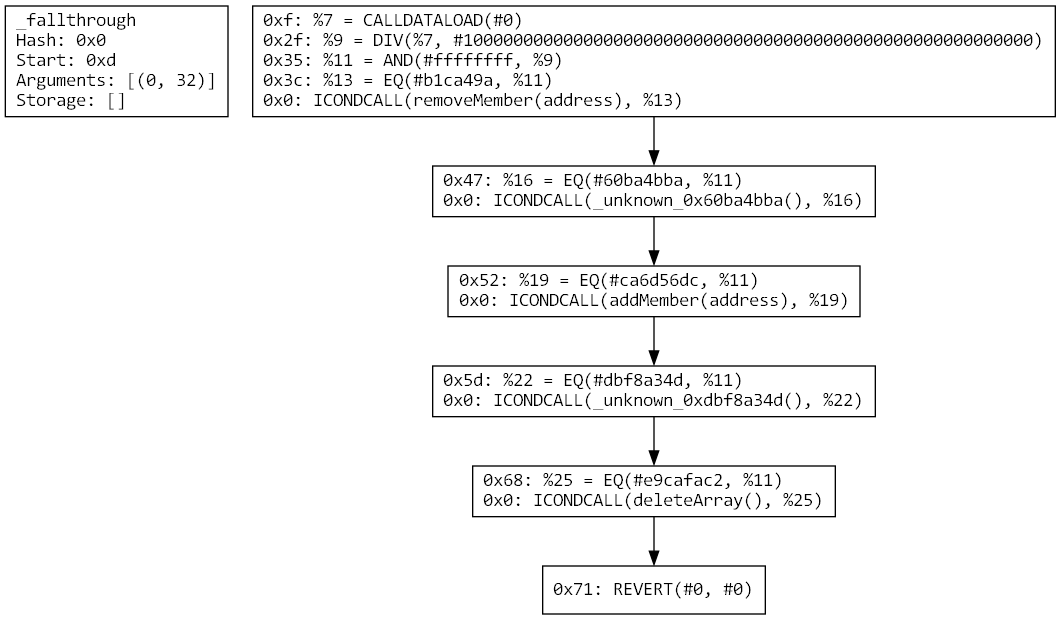 _fallthrough
Hash: 0x0
Start: 0xd
Arguments: [(0, 32)]
Storage: []
0xf: %7 = CALLDATALOAD(#0)
0x2f: %9 = DIV(%7, #100000000000000000000000000000000000000000000000000000000)
0x35: %11 = AND(#ffffffff, %9)
0x3c: %13 = EQ(#b1ca49a, %11)
0x0: ICONDCALL(removeMember(address), %13)
0x47: %16 = EQ(#60ba4bba, %11)
0x0: ICONDCALL(_unknown_0x60ba4bba(), %16)
0x52: %19 = EQ(#ca6d56dc, %11)
0x0: ICONDCALL(addMember(address), %19)
0x5d: %22 = EQ(#dbf8a34d, %11)
0x0: ICONDCALL(_unknown_0xdbf8a34d(), %22)
0x68: %25 = EQ(#e9cafac2, %11)
0x0: ICONDCALL(deleteArray(), %25)
0x71: REVERT(#0, #0)